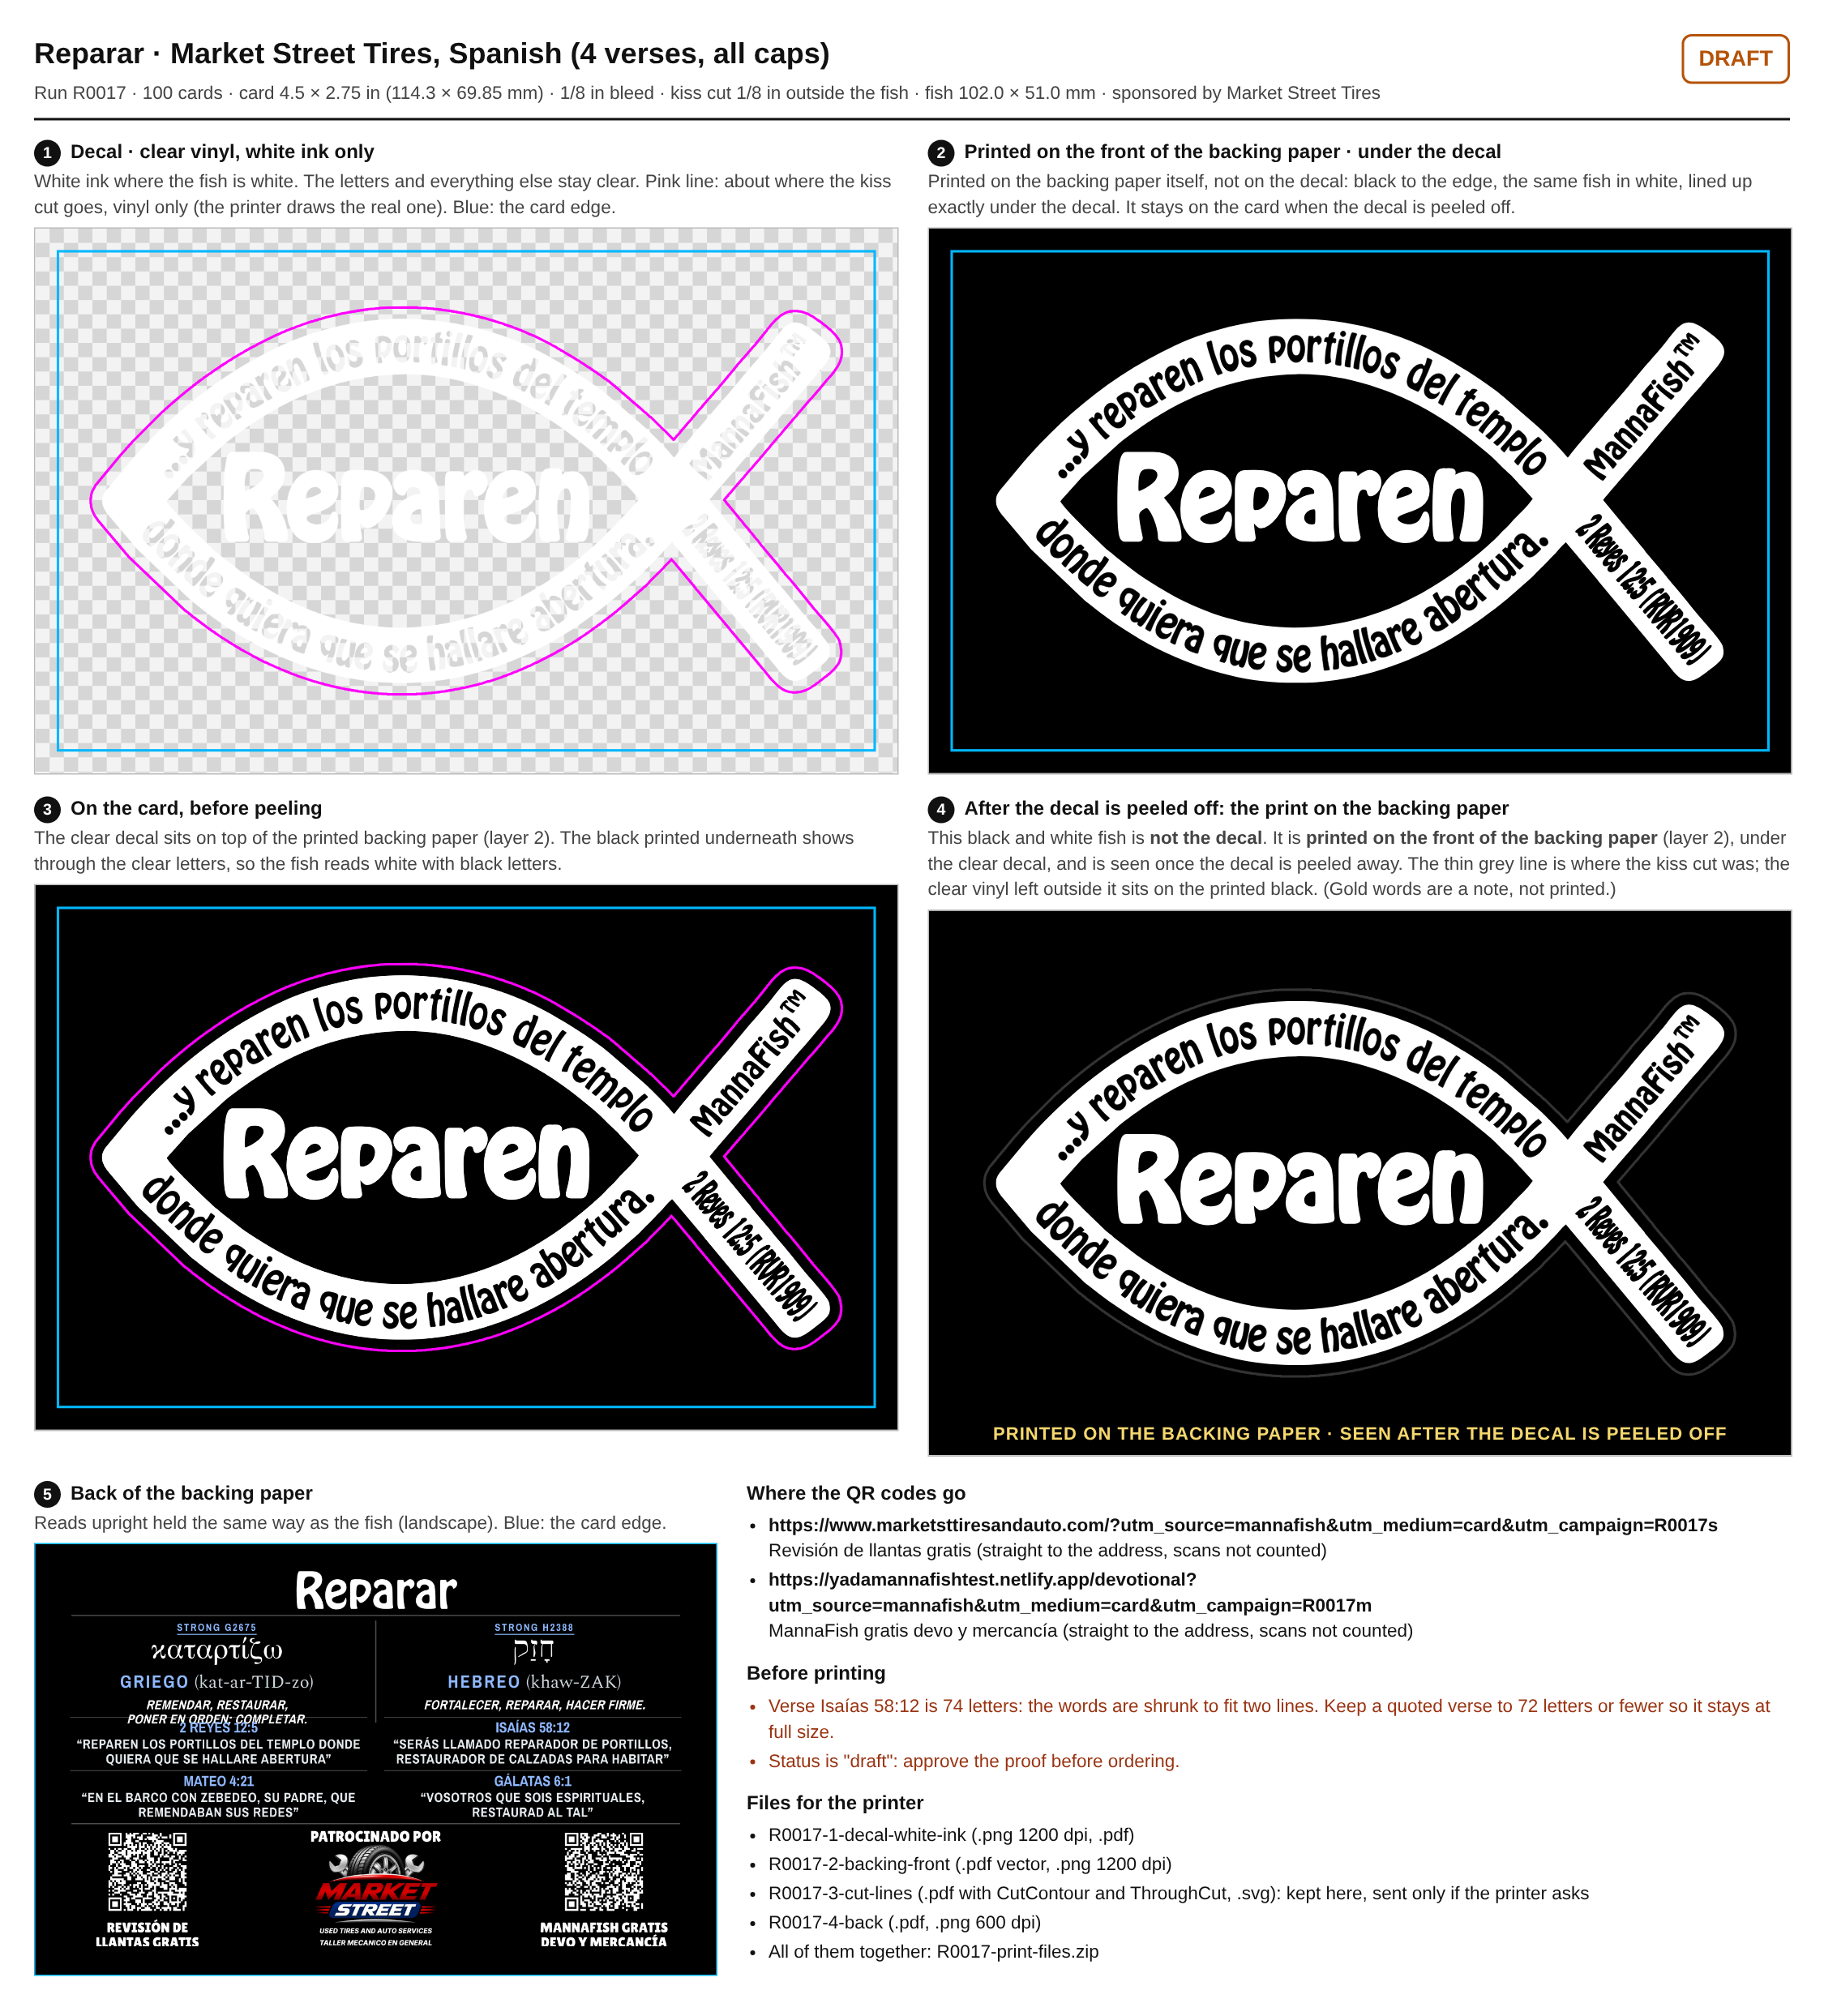 Reparar · Market Street Tires, Spanish (4 verses, all caps)
DRAFT
Run R0017 · 100 cards · card 4.5 × 2.75 in (114.3 × 69.85 mm) · 1/8 in bleed · kiss cut 1/8 in outside the fish · fish 102.0 × 51.0 mm · sponsored by Market Street Tires
1 Decal · clear vinyl, white ink only
White ink where the fish is white. The letters and everything else stay clear. Pink line: about where the kiss
cut goes, vinyl only (the printer draws the real one). Blue: the card edge.
...y reparen los portillos del templo
MannaFish™
Reparen
donde quiera que se hallare abertura.
2 Reyes 12:5 (RVR1909)
2 Printed on the front of the backing paper · under the decal
Printed on the backing paper itself, not on the decal: black to the edge, the same fish in white, lined up
exactly under the decal. It stays on the card when the decal is peeled off.
...y reparen los portillos del templo
MannaFish™
Reparen
donde quiera que se hallare abertura.
2 Reyes 12:5 (RVR1909)
3 On the card, before peeling
The clear decal sits on top of the printed backing paper (layer 2). The black printed underneath shows
through the clear letters, so the fish reads white with black letters.
...y reparen los portillos del templo
MannaFish™
Reparen
donde quiera que se hallare abertura.
2 Reyes 12:5 (RVR1909)
4 After the decal is peeled off: the print on the backing paper
This black and white fish is not the decal. It is printed on the front of the backing paper (layer 2), under
the clear decal, and is seen once the decal is peeled away. The thin grey line is where the kiss cut was; the
clear vinyl left outside it sits on the printed black. (Gold words are a note, not printed.)
...y reparen los portillos del templo
MannaFish™
Reparen
donde quiera que se hallare abertura.
2 Reyes 12:5 (RVR1909)
PRINTED ON THE BACKING PAPER · SEEN AFTER THE DECAL IS PEELED OFF
5 Back of the backing paper
Reads upright held the same way as the fish (landscape). Blue: the card edge.
Reparar
STRONG G2675
καταρτίζω
GRIEGO (kat-ar-TID-zo)
REMENDAR, RESTAURAR,
PONER EN ORDEN; COMPLETAR.
STRONG H2388
חָזַק
HEBREO (khaw-ZAK)
FORTALECER, REPARAR, HACER FIRME.
2 REYES 12:5
“REPAREN LOS PORTILLOS DEL TEMPLO DONDE
QUIERA QUE SE HALLARE ABERTURA”
ISAÍAS 58:12
“SERÁS LLAMADO REPARADOR DE PORTILLOS,
RESTAURADOR DE CALZADAS PARA HABITAR”
MATEO 4:21
“EN EL BARCO CON ZEBEDEO, SU PADRE, QUE
REMENDABAN SUS REDES”
GÁLATAS 6:1
“VOSOTROS QUE SOIS ESPIRITUALES,
RESTAURAD AL TAL”
REVISIÓN DE
LLANTAS GRATIS
PATROCINADO POR
MARKET
STREET
USED TIRES AND AUTO SERVICES
TALLER MECANICO EN GENERAL
MANNAFISH GRATIS
DEVO Y MERCANCÍA
Where the QR codes go
• https://www.marketsttiresandauto.com/?utm_source=mannafish&utm_medium=card&utm_campaign=R0017s
Revisión de llantas gratis (straight to the address, scans not counted)
• https://yadamannafishtest.netlify.app/devotional?
utm_source=mannafish&utm_medium=card&utm_campaign=R0017m
MannaFish gratis devo y mercancía (straight to the address, scans not counted)
Before printing
• Verse Isaías 58:12 is 74 letters: the words are shrunk to fit two lines. Keep a quoted verse to 72 letters or fewer so it stays at
full size.
• Status is "draft": approve the proof before ordering.
Files for the printer
• R0017-1-decal-white-ink (.png 1200 dpi, .pdf)
• R0017-2-backing-front (.pdf vector, .png 1200 dpi)
• R0017-3-cut-lines (.pdf with CutContour and ThroughCut, .svg): kept here, sent only if the printer asks
• R0017-4-back (.pdf, .png 600 dpi)
• All of them together: R0017-print-files.zip